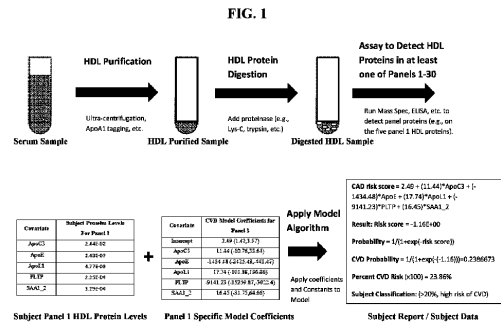 FIG. 1
HDL Purification
Ultra-centrifugation,
ApoA1 tagging, etc.
HDL Protein
Digestion
Add proteinase (e.g.,
Lys-C, trypsin, etc.)
Assay to Detect HDL
Proteins in at least
one of Panels 1-30
Run Mass Spec, ELISA, etc. to
detect panel proteins (e.g., on
the five panel 1 HDL proteins).
Serum Sample
HDL Purified Sample
Digested HDL Sample
Covariate
Subject Proteins Levels
For Panel 1
ApoC3
ApoE
ApoL1
PLTP
SAA1_2
+
Covariate
CVD Model Coefficients for
Panel 1
Intercept
ApoC3
ApoE
ApoL1
PLTP
SAA1_2
Apply Model
Algorithm
Apply coefficients
and Constants to
Model
CAD risk score = 2.49 + (11.44)*ApoC3 + (-
1434.48)*ApoE + (17.74)*ApoL1 + (-
9141.23)*PLTP + (16.45)*SAA1_2
Result: Risk score = -1.16E+00
Probability = 1/(1+exp(-risk score))
CVD Probability = 1/(1+exp(-(-1.16)))=0.2386673
Percent CVD Risk (x100) = 23.86%
Subject Classification: (>20%, high risk of CVD)
Subject Panel 1 HDL Protein Levels
Panel 1 Specific Model Coefficients
Subject Report / Subject Data